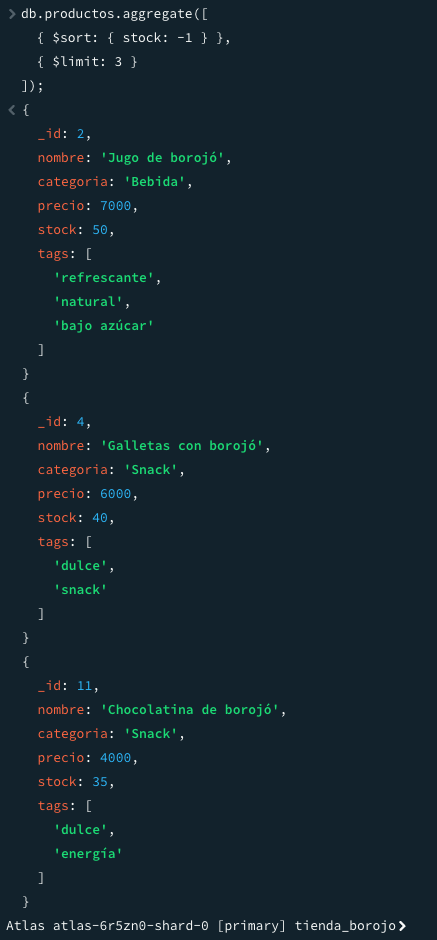 > db.productos.aggregate([
{ $sort: { stock: -1 } },
{ $limit: 3 }
]);
< {
_id: 2,
nombre: 'Jugo de borojó',
categoria: 'Bebida',
precio: 7000,
stock: 50,
tags: [
'refrescante',
'natural',
'bajo azúcar'
]
}
{
_id: 4,
nombre: 'Galletas con borojó',
categoria: 'Snack',
precio: 6000,
stock: 40,
tags: [
'dulce',
'snack'
]
}
{
_id: 11,
nombre: 'Chocolatina de borojó',
categoria: 'Snack',
precio: 4000,
stock: 35,
tags: [
'dulce',
'energía'
]
}
Atlas atlas-6r5zn0-shard-0 [primary] tienda_borojo>